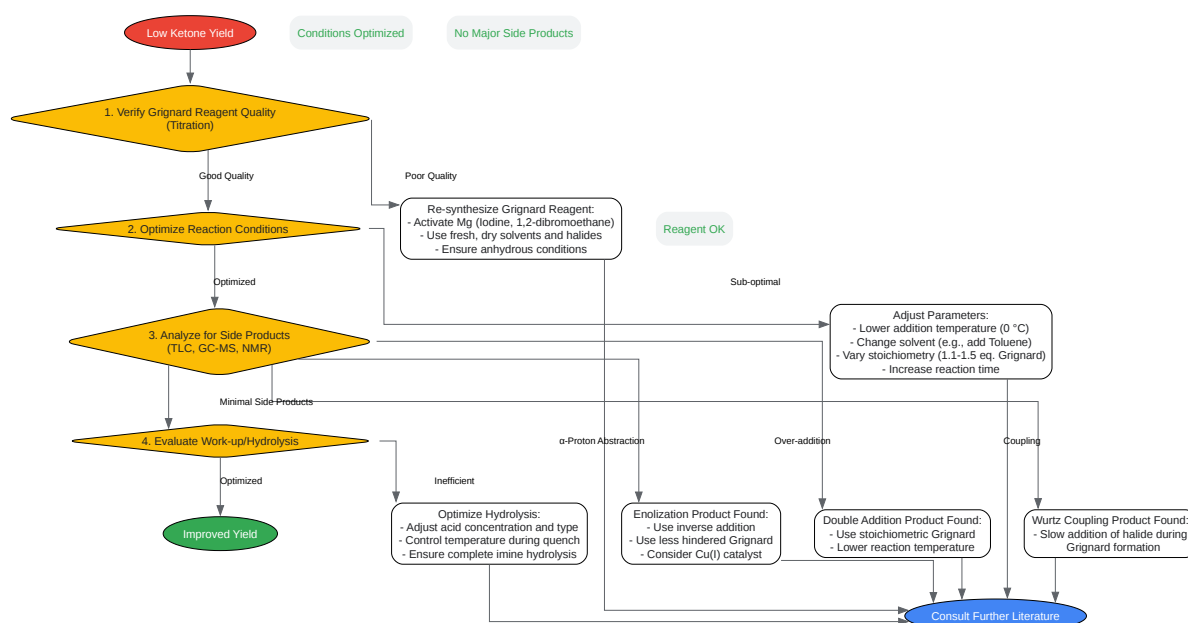 Low Ketone Yield
Conditions Optimized
No Major Side Products
1. Verify Grignard Reagent Quality
(Titration)
Good Quality
Poor Quality
Re-synthesize Grignard Reagent:
- Activate Mg (Iodine, 1,2-dibromoethane)
- Use fresh, dry solvents and halides
- Ensure anhydrous conditions
Reagent OK
2. Optimize Reaction Conditions
Optimized
Sub-optimal
Adjust Parameters:
- Lower addition temperature (0 °C)
- Change solvent (e.g., add Toluene)
- Vary stoichiometry (1.1-1.5 eq. Grignard)
- Increase reaction time
3. Analyze for Side Products
(TLC, GC-MS, NMR)
Minimal Side Products
α-Proton Abstraction
Over-addition
Coupling
4. Evaluate Work-up/Hydrolysis
Optimized
Inefficient
Improved Yield
Optimize Hydrolysis:
- Adjust acid concentration and type
- Control temperature during quench
- Ensure complete imine hydrolysis
Enolization Product Found:
- Use inverse addition
- Use less hindered Grignard
- Consider Cu(I) catalyst
Double Addition Product Found:
- Use stoichiometric Grignard
- Lower reaction temperature
Wurtz Coupling Product Found:
- Slow addition of halide during
Grignard formation
Consult Further Literature